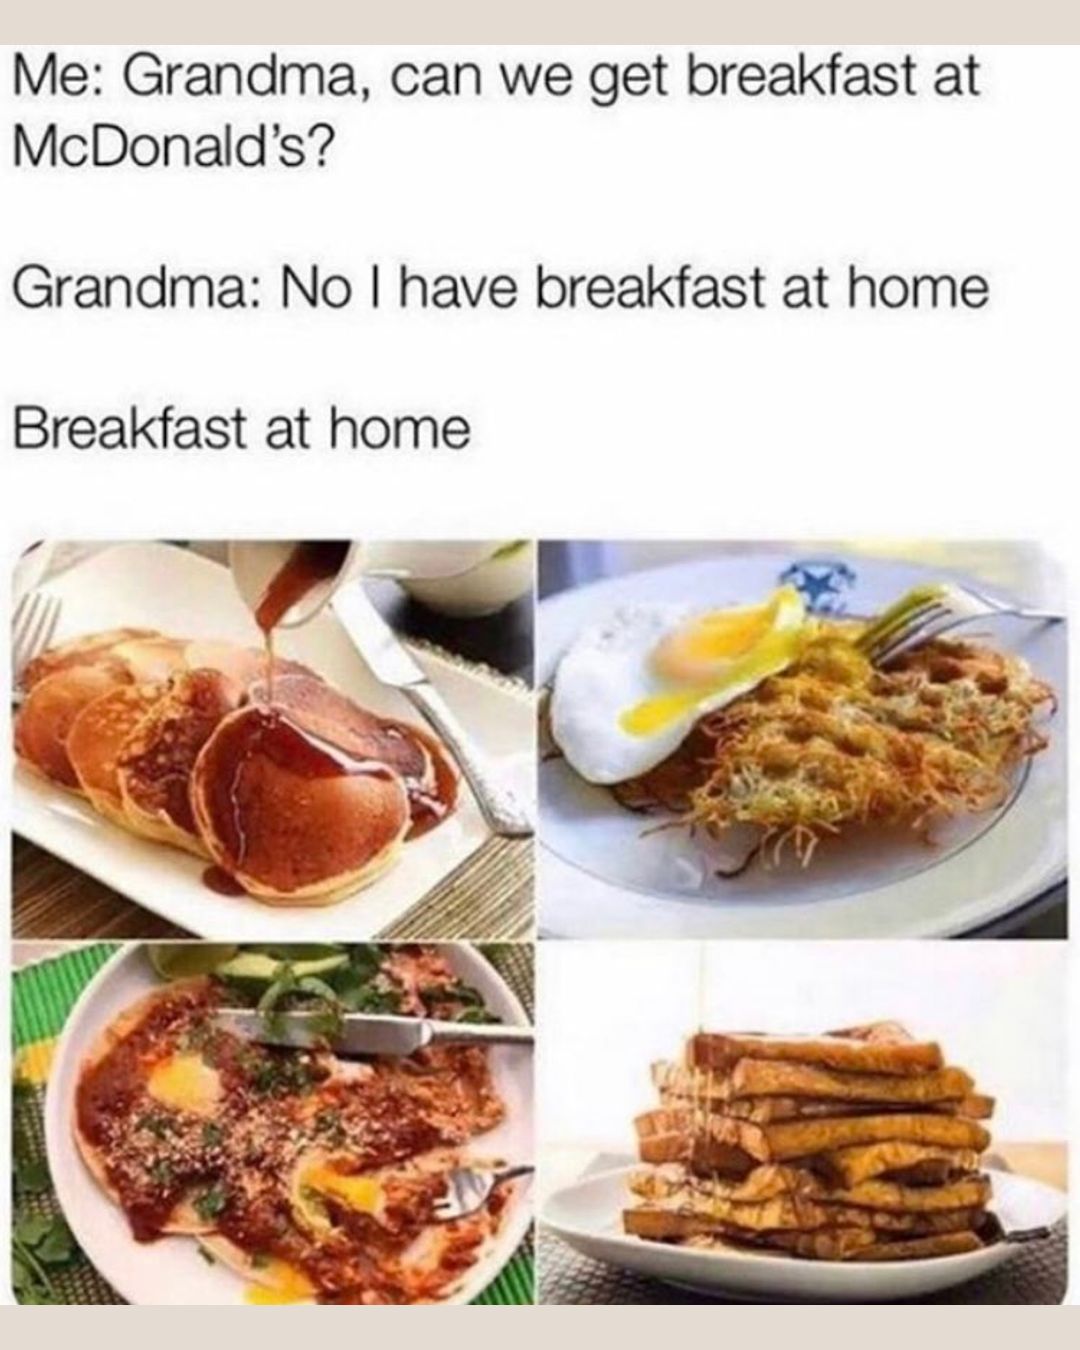 Me: Grandma, can we get breakfast at
McDonald's?
Grandma: No I have breakfast at home
Breakfast at home